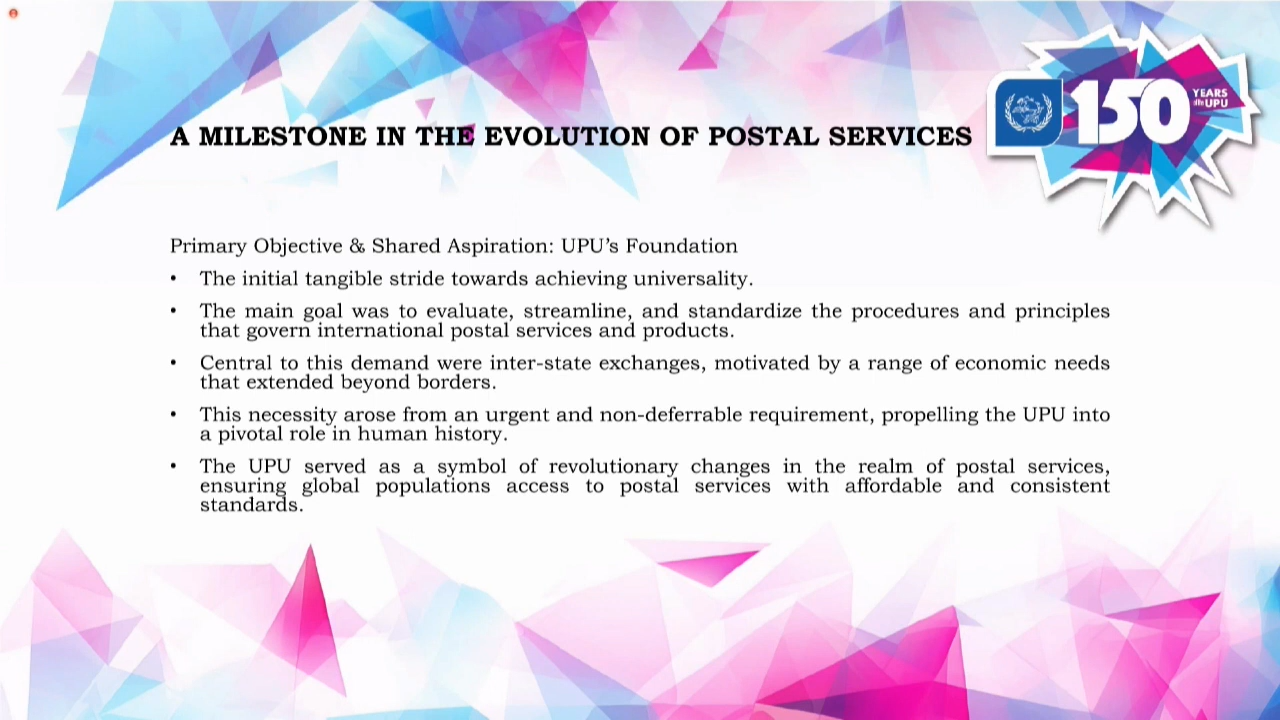 A MILESTONE IN THE EVOLUTION OF POSTAL SERVICES
150
YEARS
of the UPU
Primary Objective & Shared Aspiration: UPU’s Foundation
• The initial tangible stride towards achieving universality.
• The main goal was to evaluate, streamline, and standardize the procedures and principles
that govern international postal services and products.
• Central to this demand were inter-state exchanges, motivated by a range of economic needs
that extended beyond borders.
• This necessity arose from an urgent and non-deferrable requirement, propelling the UPU into
a pivotal role in human history.
• The UPU served as a symbol of revolutionary changes in the realm of postal services,
ensuring global populations access to postal services with affordable and consistent
standards.